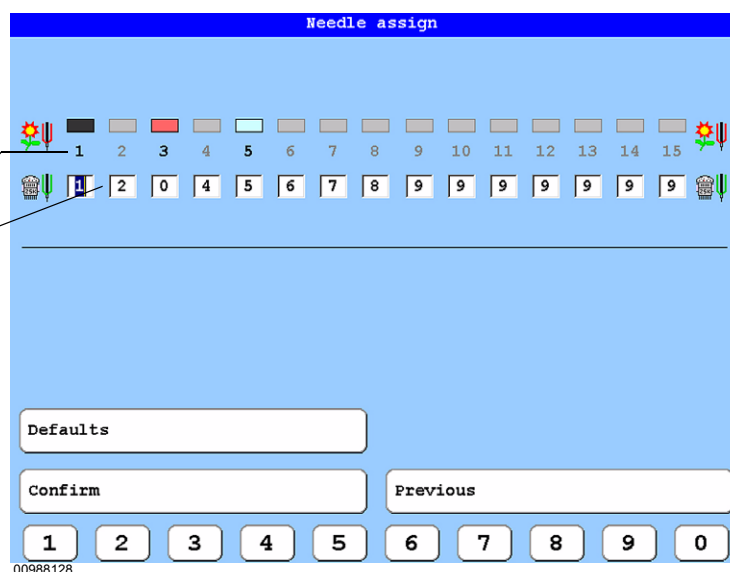 Needle assign
1 2 3 4 5 6 7 8 9 10 11 12 13 14 15
1 2 0 4 5 6 7 8 9 9 9 9 9 9 9
Defaults
Confirm Previous
1 2 3 4 5 6 7 8 9 0
00988128